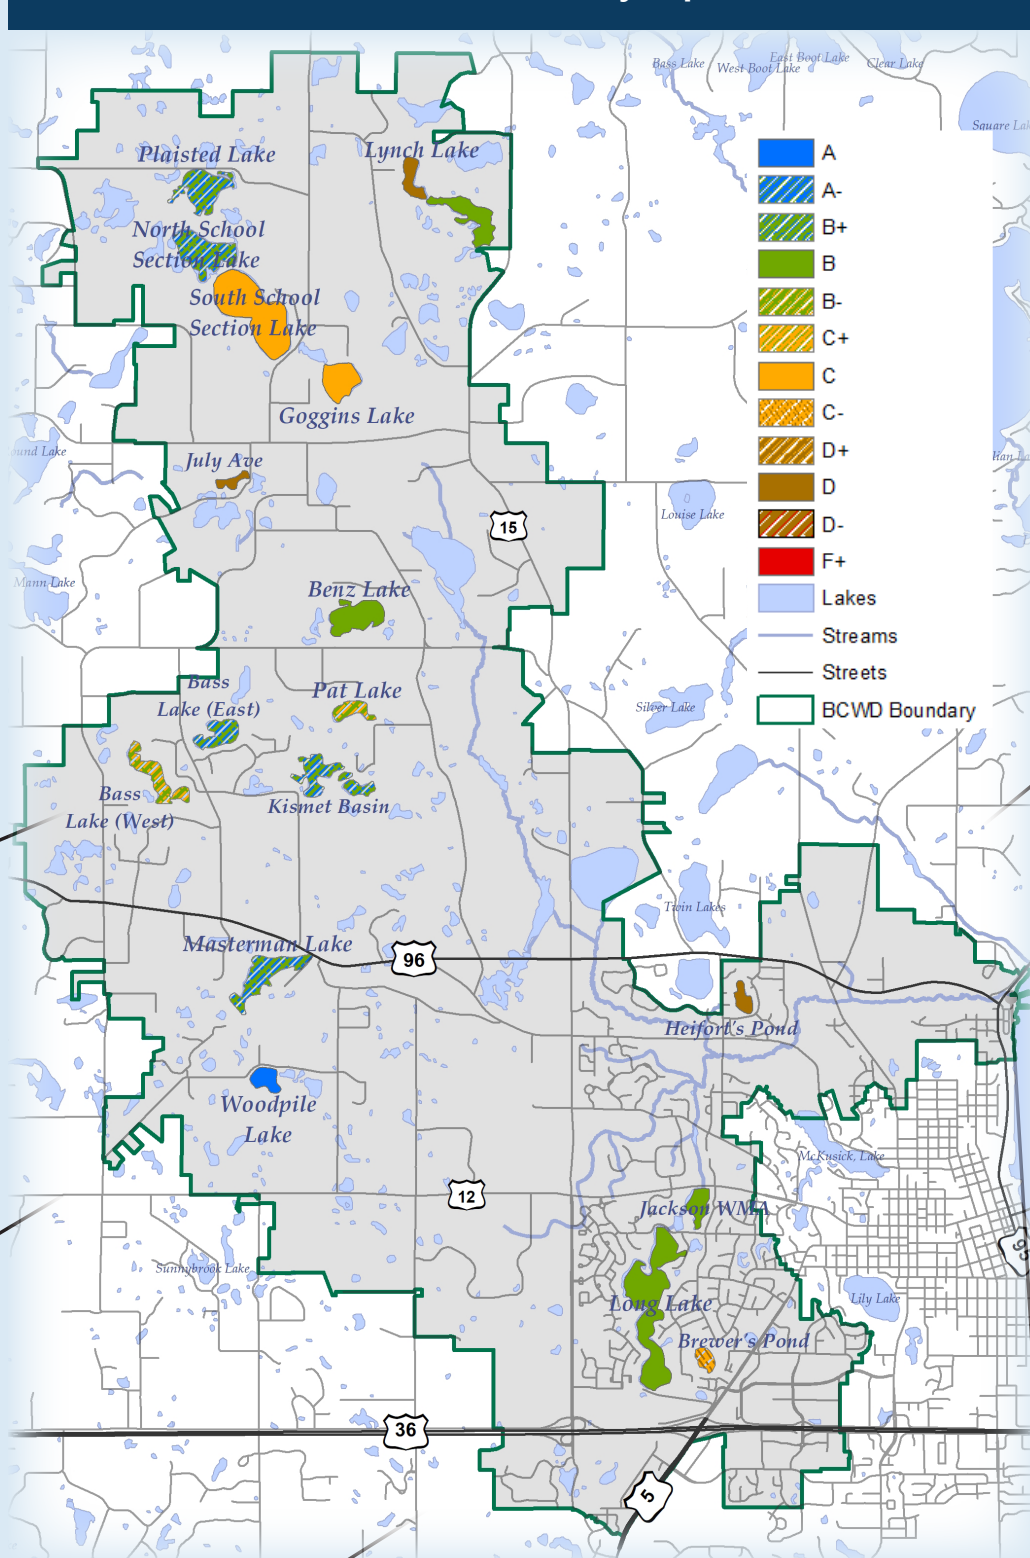 Bass Lake
East Boot Lake
West Boot Lake
Clear Lake
Square Lak
Plaisted Lake
Lynch Lake
North School
Section Lake
South School
Section Lake
Goggins Lake
A
A-
B+
B
B-
C+
C
C-
D+
D
D-
F+
Lakes
Streams
Streets
BCWD Boundary
July Ave
15
Louise Lake
Mann Lake
Benz Lake
Bass
Lake (East)
Pat Lake
Silver Lake
Bass
Lake (West)
Kismet Basin
Twin Lakes
Masterman Lake
96
Heifort's Pond
Woodpile
Lake
McKusick, Lake
12
Jackson WMA
95
Sunnybrook Lake
Long Lake
Lily Lake
Brewer's Pond
36
5